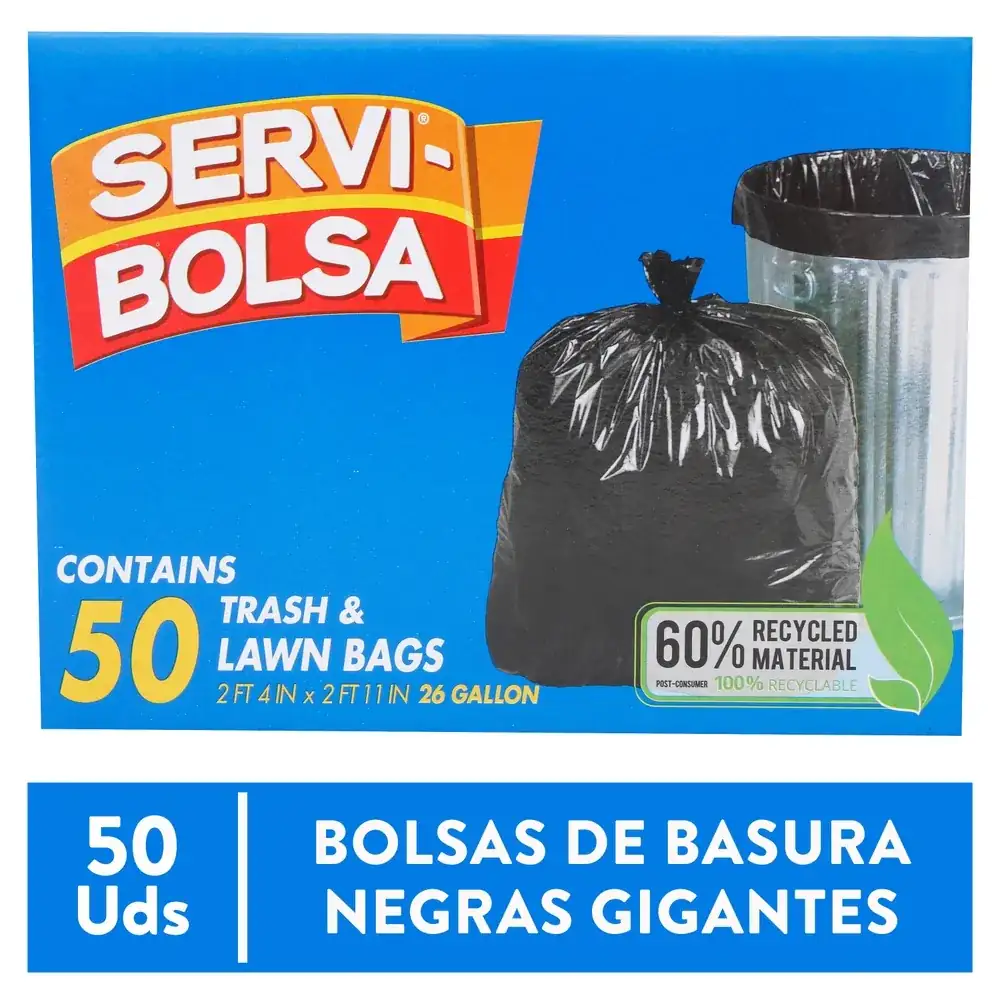 SERVI-®
BOLSA
CONTAINS
50 TRASH &
LAWN BAGS
2 FT 4 IN x 2 FT 11 IN 26 GALLON
60% RECYCLED
MATERIAL
POST-CONSUMER 100% RECYCLABLE
50
Uds
BOLSAS DE BASURA
NEGRAS GIGANTES